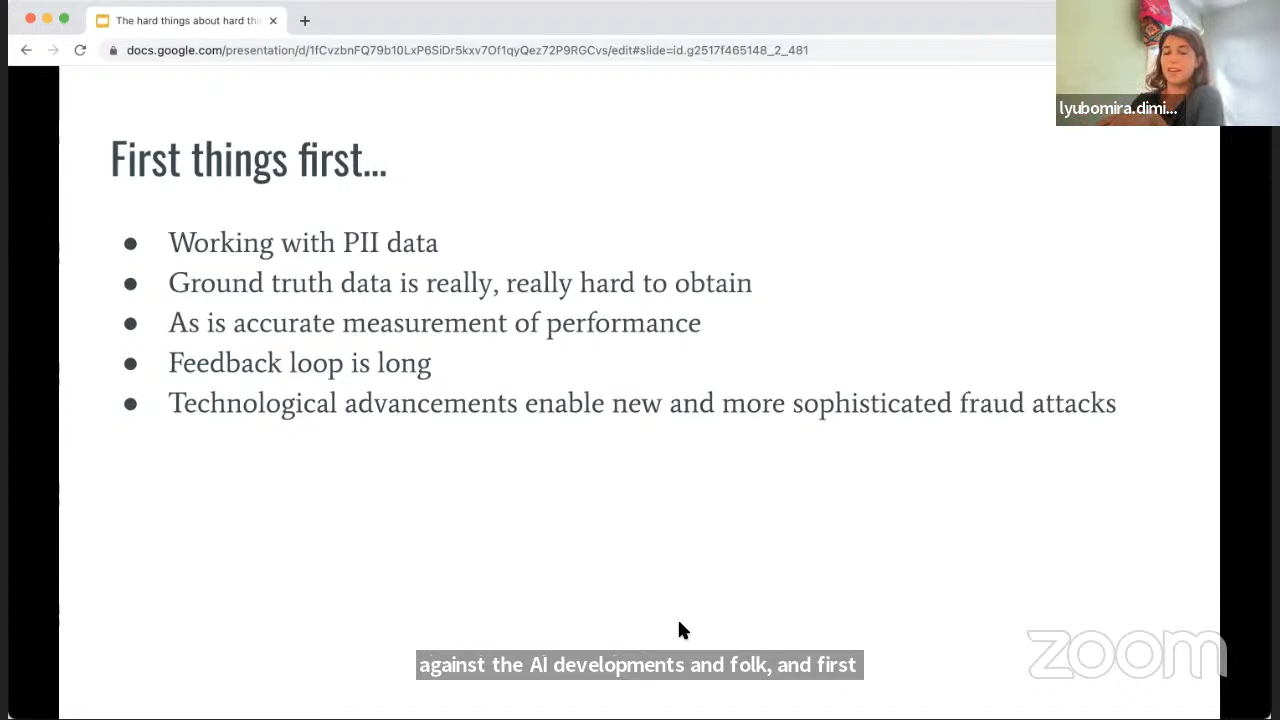 The hard things about hard thi
docs.google.com/presentation/d/1fCvzbnFQ79b10LxP6SiDr5kxv7Of1qyQez72P9RGCvs/edit#slide=id.g2517f465148_2_481
lyubomira.dimi...
First things first...
● Working with PII data
● Ground truth data is really, really hard to obtain
● As is accurate measurement of performance
● Feedback loop is long
● Technological advancements enable new and more sophisticated fraud attacks
against the AI developments and folk, and first
zoom